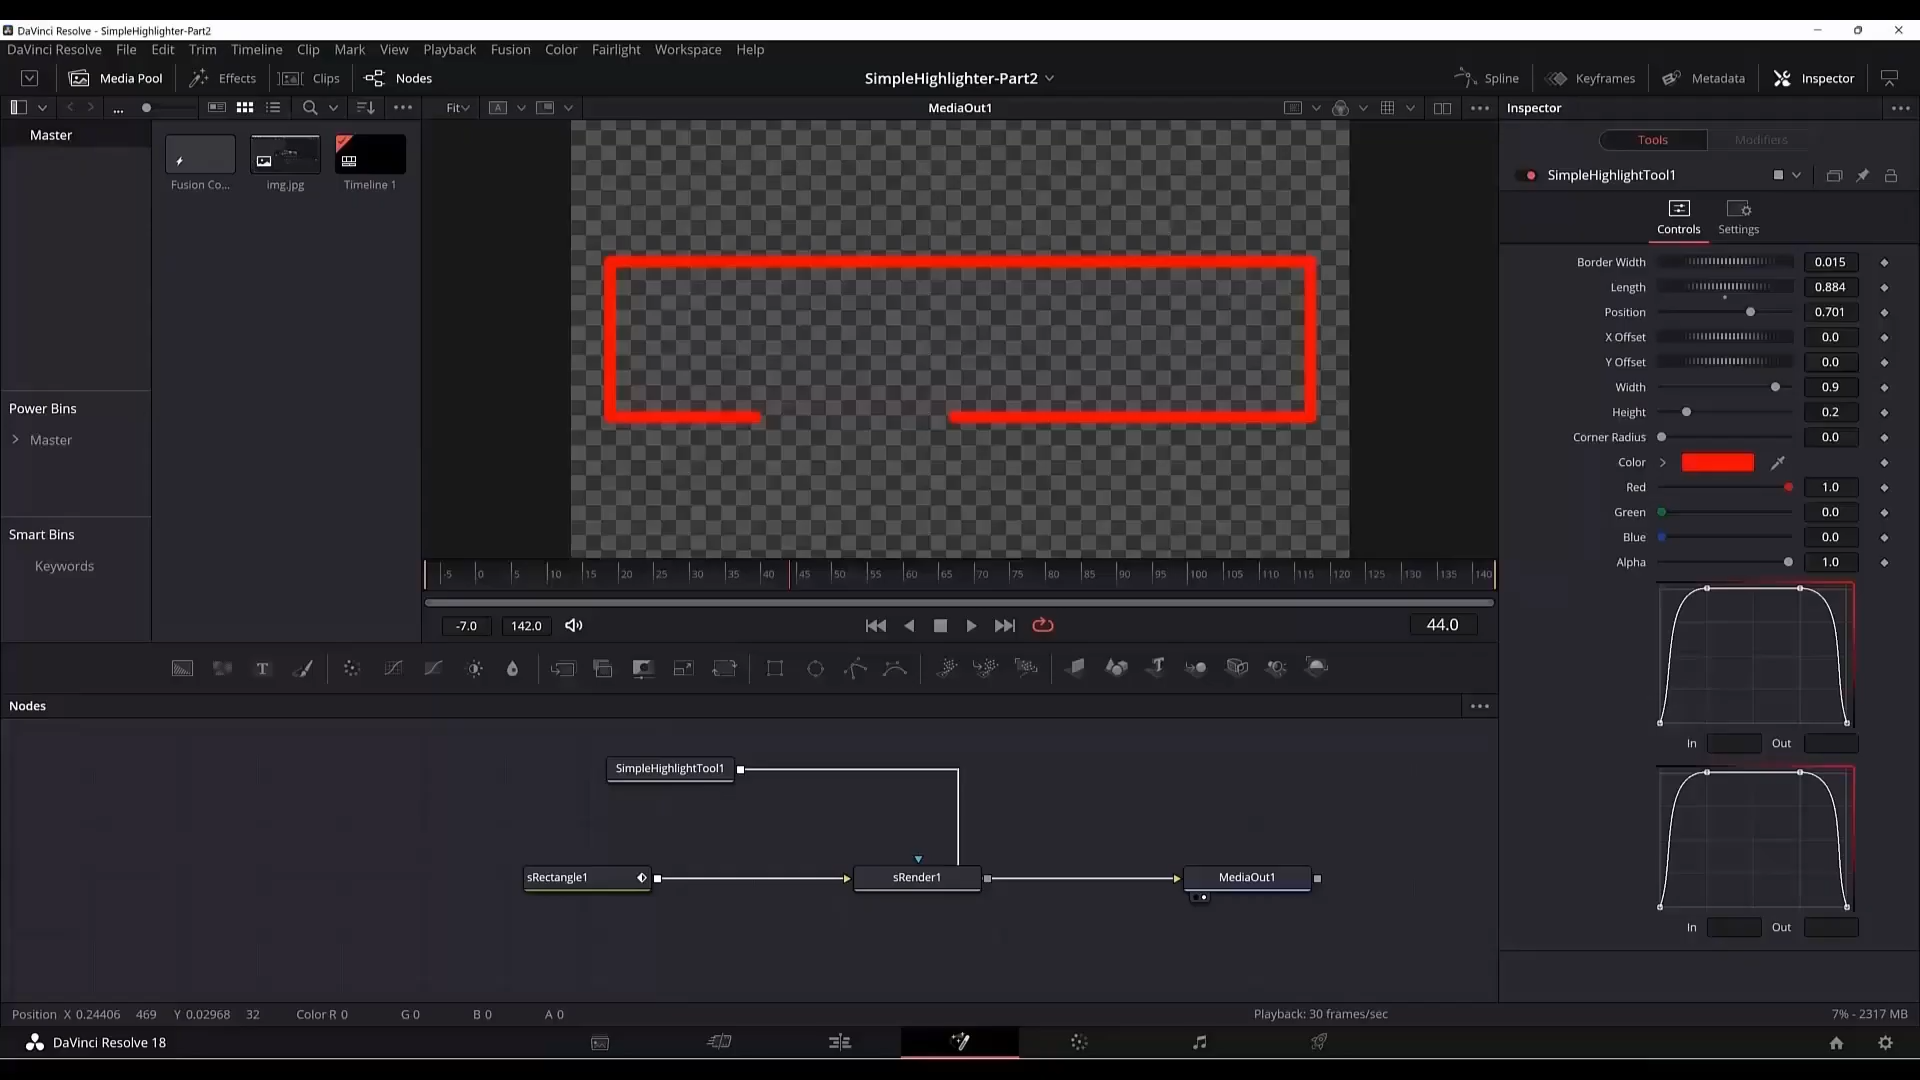 DaVinci Resolve - SimpleHighlighter-Part2
DaVinci Resolve File Edit Trim Timeline Clip Mark View Playback Fusion Color Fairlight Workspace Help
Media Pool Effects Clips Nodes SimpleHighlighter-Part2 Spline Keyframes Metadata Inspector
... Fit A MediaOut1 Inspector
Master
Fusion Co... img.jpg Timeline 1
Tools Modifiers
SimpleHighlightTool1
Controls Settings
Border Width 0.015
Length 0.884
Position 0.701
X Offset 0.0
Y Offset 0.0
Width 0.9
Height 0.2
Corner Radius 0.0
Color
Red 1.0
Green 0.0
Blue 0.0
Alpha 1.0
In Out
In Out
Power Bins
Master
Smart Bins
Keywords
-5 0 5 10 15 20 25 30 35 40 45 50 55 60 65 70 75 80 85 90 95 100 105 110 115 120 125 130 135 140
-7.0 142.0 44.0
T
Nodes
SimpleHighlightTool1
sRectangle1 sRender1 MediaOut1
Position X 0.24406 469 Y 0.02968 32 Color R 0 G 0 B 0 A 0 Playback: 30 frames/sec 7% - 2317 MB
DaVinci Resolve 18